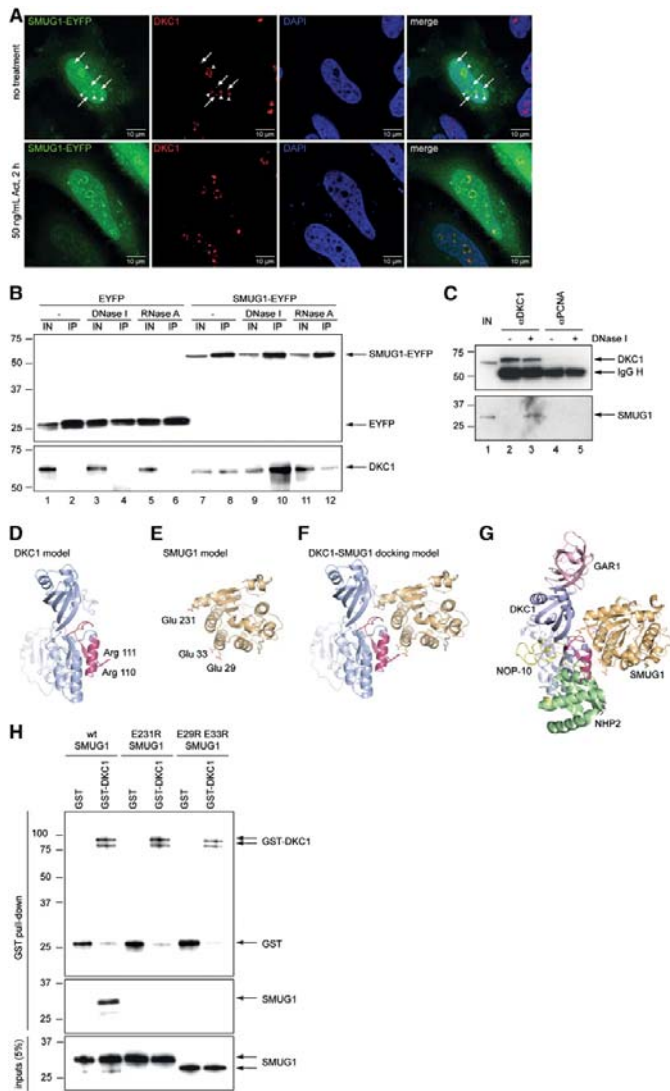 A
SMUG1-EYFP DKC1 DAPI merge
no treatment
10 µm 10 µm 10 µm 10 µm
SMUG1-EYFP DKC1 DAPI merge
50 ng/mL Act, 2 h
10 µm 10 µm 10 µm 10 µm
B
EYFP SMUG1-EYFP
- DNase I RNase A - DNase I RNase A
IN IP IN IP IN IP IN IP IN IP IN IP
75
50
37
25
SMUG1-EYFP
EYFP
75
50
DKC1
1 2 3 4 5 6 7 8 9 10 11 12
C
αDKC1 αPCNA
IN - + - + DNase I
75
50
DKC1
IgG H
37
25
SMUG1
1 2 3 4 5
D
DKC1 model
Arg 111
Arg 110
E
SMUG1 model
Glu 231
Glu 33
Glu 29
F
DKC1-SMUG1 docking model
G
GAR1
DKC1
NOP-10
SMUG1
NHP2
H
wt SMUG1
E231R SMUG1
E29R E33R SMUG1
GST GST-DKC1 GST GST-DKC1 GST GST-DKC1
GST pull-down
100
75
50
37
25
GST-DKC1
GST
37
25
SMUG1
inputs (5%)
37
25
SMUG1